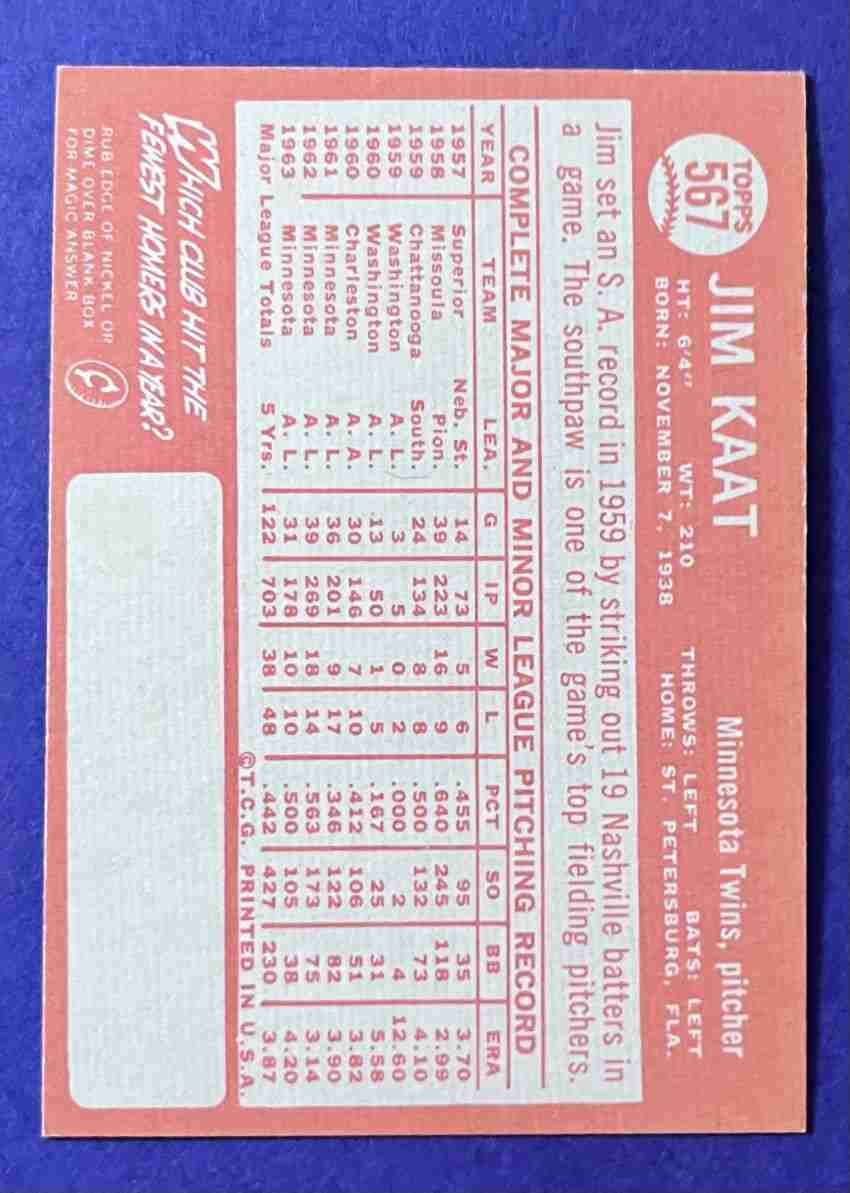 TOPPS
567
JIM KAAT
Minnesota Twins, pitcher
HT: 6'4" WT: 210 THROWS: LEFT BATS: LEFT
BORN: NOVEMBER 7, 1938 HOME: ST. PETERSBURG, FLA.
Jim set an S. A. record in 1959 by striking out 19 Nashville batters in
a game. The southpaw is one of the game's top fielding pitchers.
COMPLETE MAJOR AND MINOR LEAGUE PITCHING RECORD
YEAR TEAM LEA. G IP W L PCT SO BB ERA
1957 Superior Neb. St. 14 73 5 6 .455 95 35 3.70
1958 Missoula Pion. 39 223 16 9 .640 245 118 2.99
1959 Chattanooga South. 24 134 8 8 .500 132 73 4.10
1959 Washington A. L. 3 5 0 2 .000 2 4 12.60
1960 Washington A. L. 13 50 1 5 .167 25 31 5.58
1960 Charleston A. A. 30 146 7 10 .412 106 51 3.82
1961 Minnesota A. L. 36 201 9 17 .346 122 82 3.90
1962 Minnesota A. L. 39 269 18 14 .563 173 75 3.14
1963 Minnesota A. L. 31 178 10 10 .500 105 38 4.20
Major League Totals 5 Yrs. 122 703 38 48 .442 427 230 3.87
©T.C.G. PRINTED IN U.S.A.
WHICH CLUB HIT THE
FEWEST HOMERS IN A YEAR?
RUB EDGE OF NICKEL OR
DIME OVER BLANK BOX
FOR MAGIC ANSWER